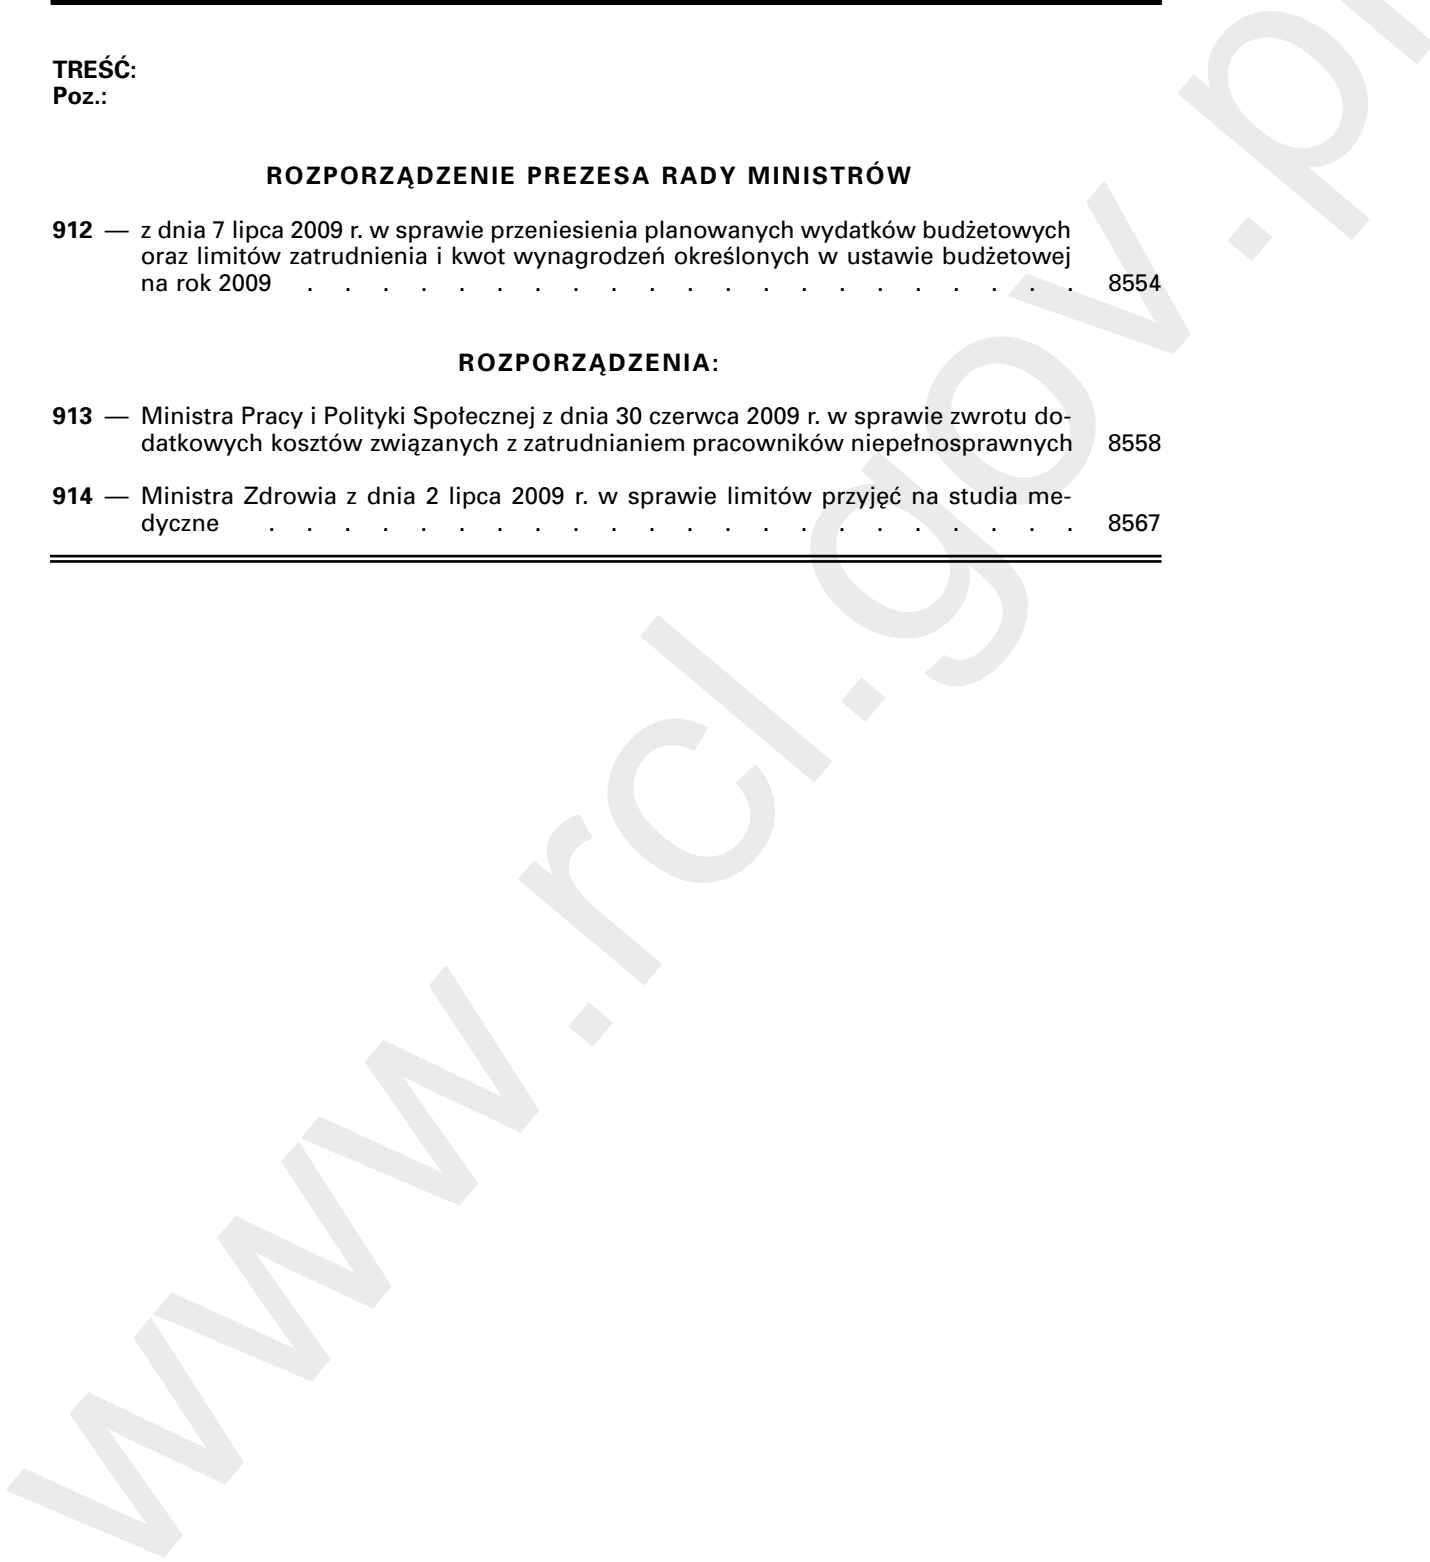 TREŚĆ:
Poz.:
ROZPORZĄDZENIE PREZESA RADY MINISTRÓW
912 — z dnia 7 lipca 2009 r. w sprawie przeniesienia planowanych wydatków budżetowych
oraz limitów zatrudnienia i kwot wynagrodzeń określonych w ustawie budżetowej
na rok 2009 . . . . . . . . . . . . . . . . . . . . . 8554
ROZPORZĄDZENIA:
913 — Ministra Pracy i Polityki Społecznej z dnia 30 czerwca 2009 r. w sprawie zwrotu do-
datkowych kosztów związanych z zatrudnianiem pracowników niepełnosprawnych 8558
914 — Ministra Zdrowia z dnia 2 lipca 2009 r. w sprawie limitów przyjęć na studia me-
dyczne . . . . . . . . . . . . . . . . . . . . . . 8567
www.rcl.gov.pl